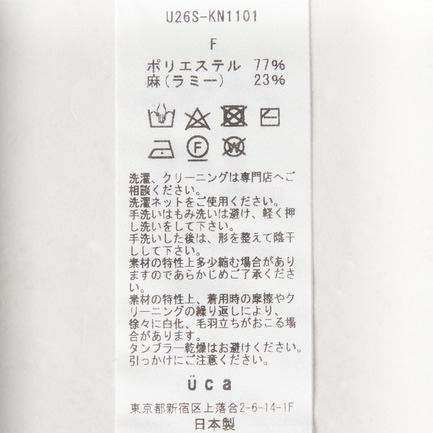 U26S-KN1101
F
ポリエステル 77%
麻(ラミー) 23%
洗濯、クリーニングは専門店へご
相談ください。
洗濯ネットをご使用ください。
手洗いはもみ洗いは避け、軽く押
し洗いをして下さい。
手洗いした後は、形を整えて陰干
しして下さい。
素材の特性上多少縮む場合があり
ますのであらかじめご了承くださ
い。
素材の特性上、着用時の摩擦やク
リーニングの繰り返しにより、
徐々に白化、毛羽立ちがおこる場
合があります。
タンブラー乾燥はお避けください。
引っかけにご注意ください。
üca
東京都新宿区上落合2-6-14-1F
日本製